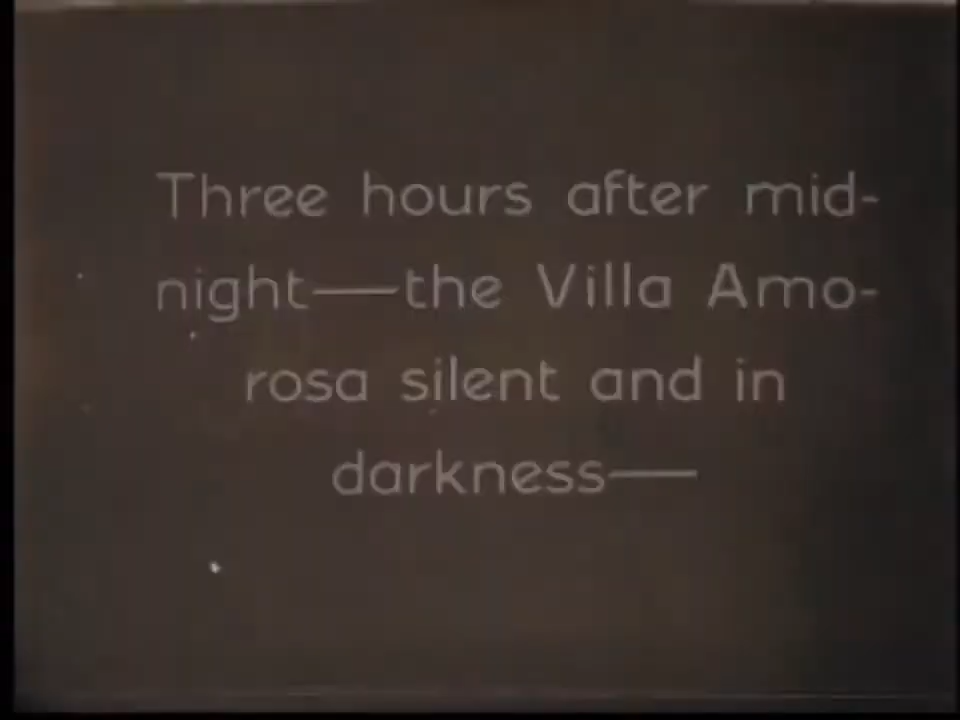 Three hours after mid-
night—the Villa Amo-
rosa silent and in
darkness—